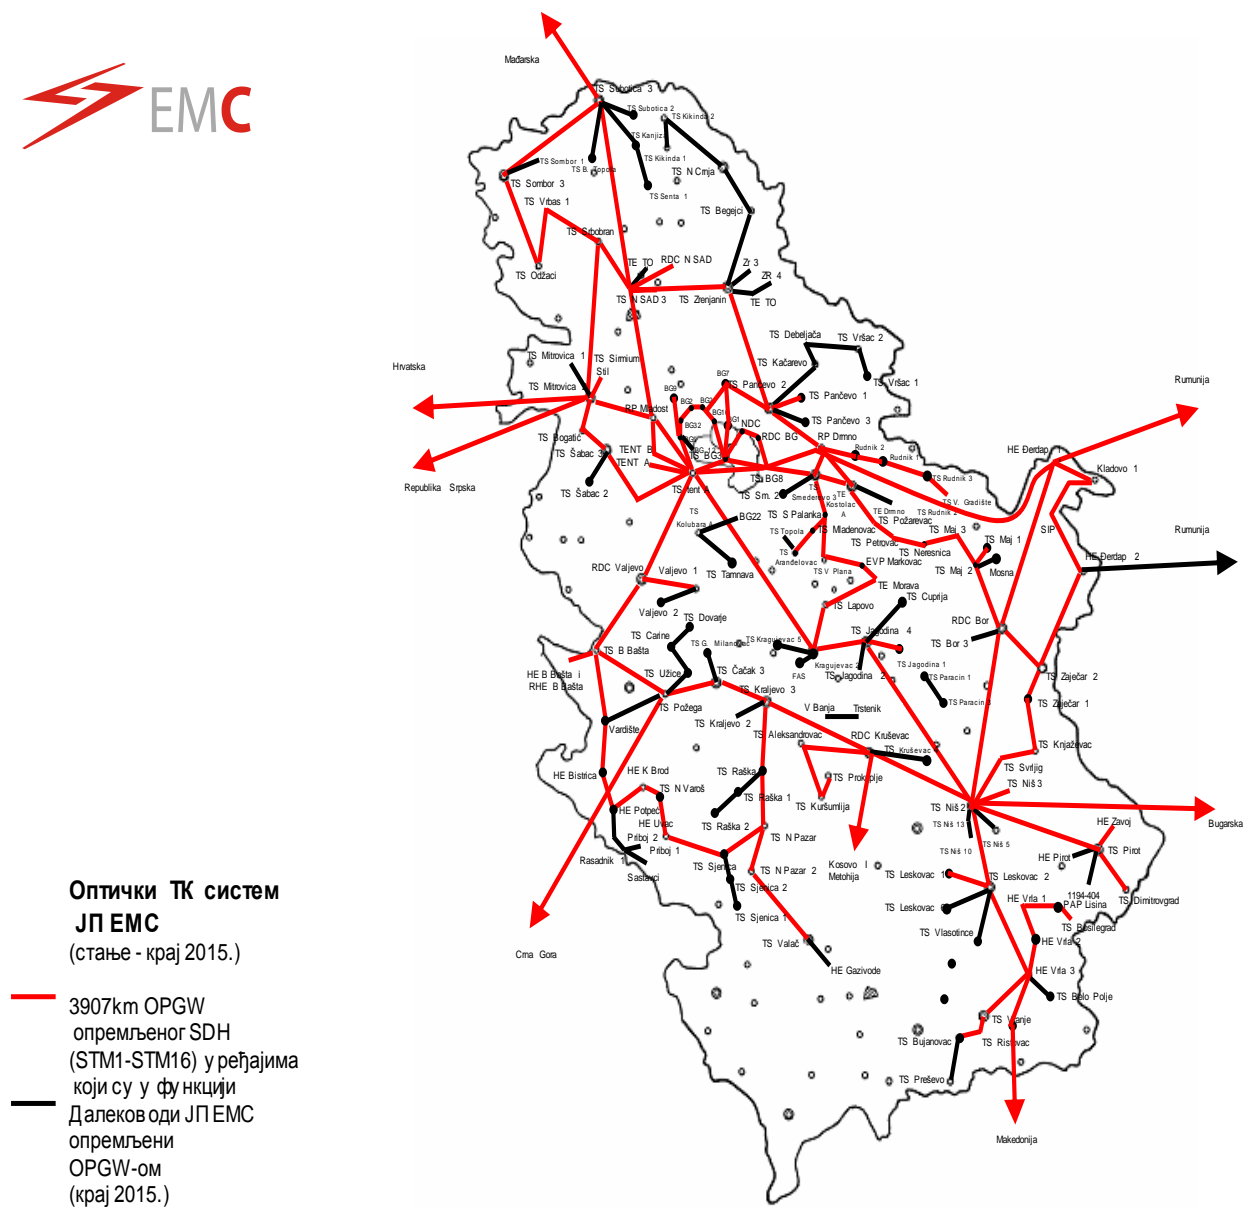 EMC
Mađarska
TS Subotica 3
TS Subotica 2
TS Kikinda 2
TS Kanjiza
TS Sombor 1
TS B. Topola
TS Kikinda 1
TS N Crnja
TS Sombor 3
TS Senta 1
TS Vrbas 1
TS Begejci
TS Srbobran
TS Odžaci
TE TO
RDC N SAD
Zr 3
ZR 4
TS N SAD 3
TS Zrenjanin
TE TO
TS Debeljača
TS Vršac 2
TS Mitrovica 1
TS Sirmium
Stil
TS Kačarevo
Hrvatska
TS Mitrovica 2
BG7
TS Pančevo 2
TS Vršac 1
Rumunija
BG9
TS Pančevo 1
RP Mladost
BG2
TS Pančevo 3
NDC
BG32
TS Bogatić
RDC BG
RP Drmno
Rudnik 2
Rudnik 1
TS Šabac 3
TENT B
TENT A
TS BG3
HE Đerdap 1
Kladovo 1
Republika Srpska
TS Šabac 2
TS tent A
TS BG8
TS Rudnik 3
TS Sm. 2
TS
Smederevo 3
TE
Kostolac
A
TS V. Gradište
TE Drmno
TS Rudnik 2
TS
Kolubara A
BG22
TS S Palanka
TS Požarevac
TS Topola
TS Mladenovac
TS Maj 3
SIP
Rumunija
TS
Aranđelovac
TS Petrovac
TS Neresnica
TS Maj 1
HE Đerdap 2
RDC Valjevo
Valjevo 1
TS Tamnava
TS V Plana
EVP Markovac
TS Maj 2
Mosna
TE Morava
Valjevo 2
TS Lapovo
TS Cuprija
TS Dovarje
TS Carine
TS G. Milanovac
TS Kragujevac 5
TS Jagodina 4
RDC Bor
TS Bor 3
TS B Bašta
HE B Bašta i
RHE B Bašta
TS Užice
TS Čačak 3
Kragujevac 2
FAS
TS Jagodina 2
TS Jagodina 1
TS Paracin 1
TS Zaječar 2
TS Požega
TS Kraljevo 3
V Banja
Trstenik
TS Paracin 3
TS Zaječar 1
Vardište
TS Kraljevo 2
TS Aleksandrovac
RDC Kruševac
TS Kruševac
TS Knjaževac
HE Bistrica
HE K Brod
TS Raška
TS Prokuplje
TS Svrljig
TS N Varoš
TS Raška 1
TS Kuršumlija
TS Niš 3
HE Potpeć
TS Niš 2
HE Uvac
TS Raška 2
TS Niš 13
HE Zavoj
Bugarska
Priboj 2
TS N Pazar
TS Niš 5
Priboj 1
TS Niš 10
HE Pirot
TS Pirot
Rasadnik 1
TS Sjenica
Kosovo I
Metohija
Sastavci
TS N Pazar 2
TS Leskovac 1
TS Leskovac 2
TS Sjenica 2
HE Vrla 1
1194-404
TS Dimitrovgrad
PAP Lisina
TS Sjenica 1
TS Leskovac
TS Bosilegrad
TS Vlasotince
HE Vrla 2
Crna Gora
TS Valač
HE Gazivode
HE Vrla 3
TS Belo Polje
TS Vranje
TS Bujanovac
TS Ristovac
TS Preševo
Makedonija
Оптички ТК систем
ЈП ЕМС
(стање - крај 2015.)
3907km OPGW
опремљеног SDH
(STM1-STM16) уређајима
који су у функцији
Далеководи ЈП ЕМС
опремљени
OPGW-ом
(крај 2015.)